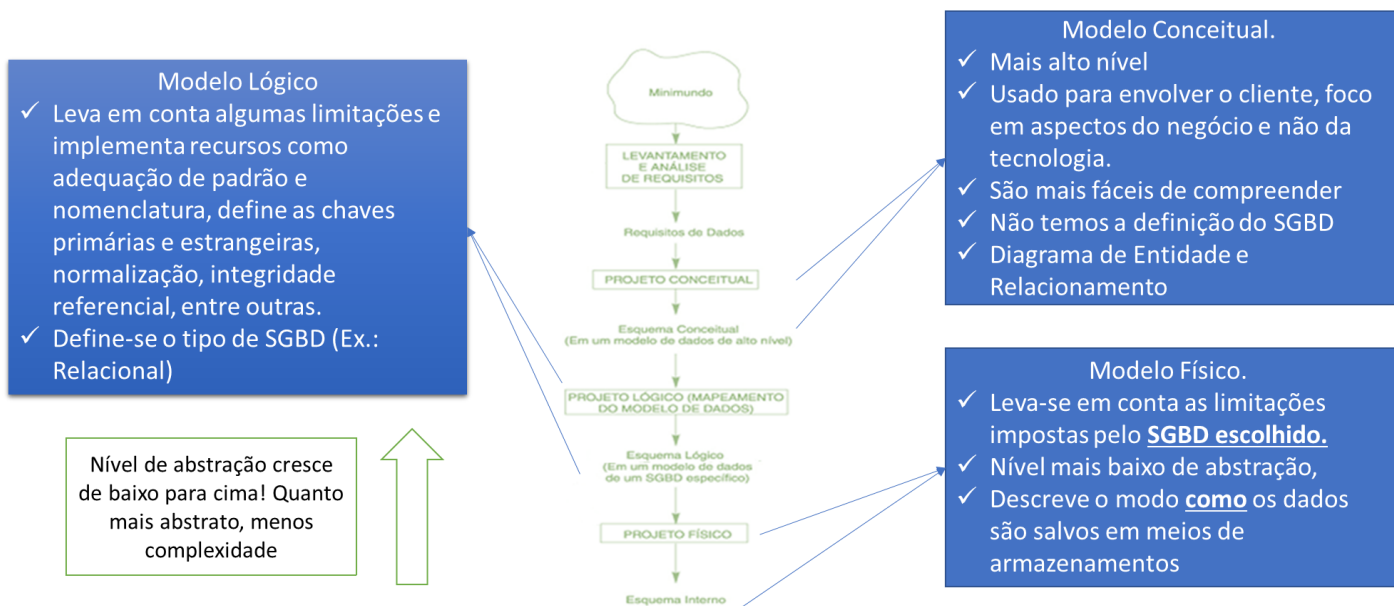 Modelo Lógico
✓ Leva em conta algumas limitações e
implementa recursos como
adequação de padrão e
nomenclatura, define as chaves
primárias e estrangeiras,
normalização, integridade
referencial, entre outras.
✓ Define-se o tipo de SGBD (Ex.:
Relacional)
Nível de abstração cresce
de baixo para cima! Quanto
mais abstrato, menos
complexidade
Minimundo
LEVANTAMENTO
E ANÁLISE
DE REQUISITOS
Requisitos de Dados
PROJETO CONCEITUAL
Esquema Conceitual
(Em um modelo de dados de alto nível)
PROJETO LÓGICO (MAPEAMENTO
DO MODELO DE DADOS)
Esquema Lógico
(Em um modelo de dados
de um SGBD específico)
PROJETO FÍSICO
Esquema Interno
Modelo Conceitual.
✓ Mais alto nível
✓ Usado para envolver o cliente, foco
em aspectos do negócio e não da
tecnologia.
✓ São mais fáceis de compreender
✓ Não temos a definição do SGBD
✓ Diagrama de Entidade e
Relacionamento
Modelo Físico.
✓ Leva-se em conta as limitações
impostas pelo SGBD escolhido.
✓ Nível mais baixo de abstração,
✓ Descreve o modo como os dados
são salvos em meios de
armazenamentos